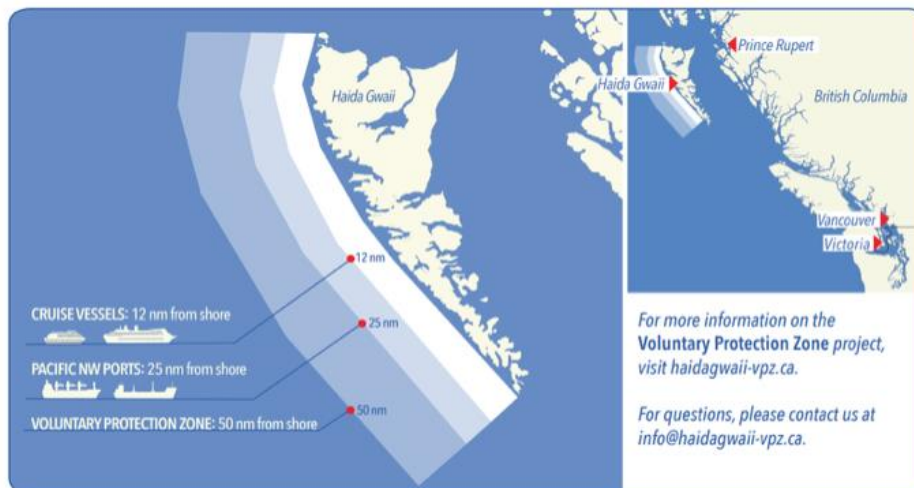 Haida Gwaii
12 nm
25 nm
50 nm
CRUISE VESSELS: 12 nm from shore
PACIFIC NW PORTS: 25 nm from shore
VOLUNTARY PROTECTION ZONE: 50 nm from shore
Prince Rupert
Haida Gwaii
British Columbia
Vancouver
Victoria
For more information on the
Voluntary Protection Zone project,
visit haidagwaii-vpz.ca.
For questions, please contact us at
info@haidagwaii-vpz.ca.